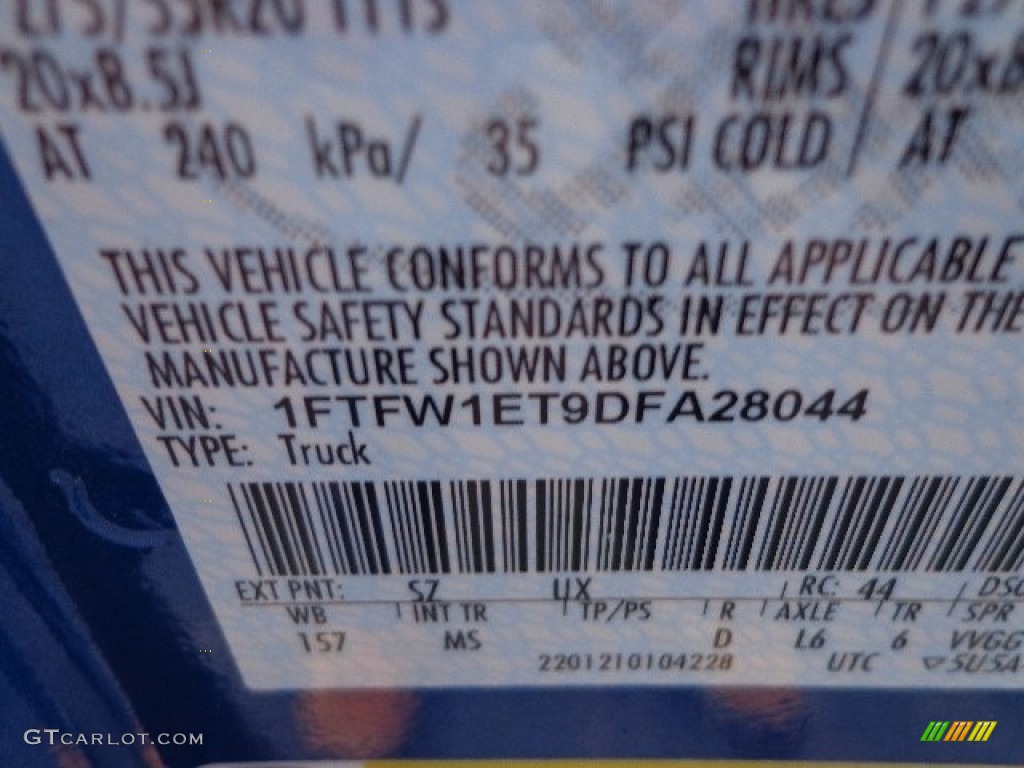 20x8.5J RIMS
AT 240 kPa/ 35 PSI COLD AT
THIS VEHICLE CONFORMS TO ALL APPLICABLE
VEHICLE SAFETY STANDARDS IN EFFECT ON THE
MANUFACTURE SHOWN ABOVE.
VIN: 1FTFW1ET9DFA28044
TYPE: Truck
EXT PNT: SZ UX RC: 44
WB INT TR TP/PS R AXLE TR SPR
157 MS D L6 6 VVGG
2201210104228 UTC
GTCARLOT.COM